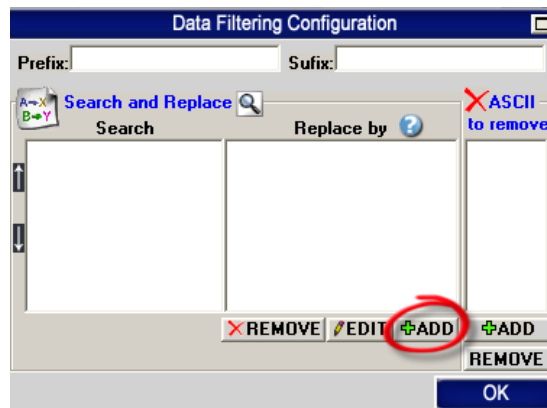 Data Filtering Configuration
Prefix:
Sufix:
A→X
B→Y
Search and Replace
ASCII
to remove
Search
Replace by
?
REMOVE
EDIT
ADD
ADD
REMOVE
OK